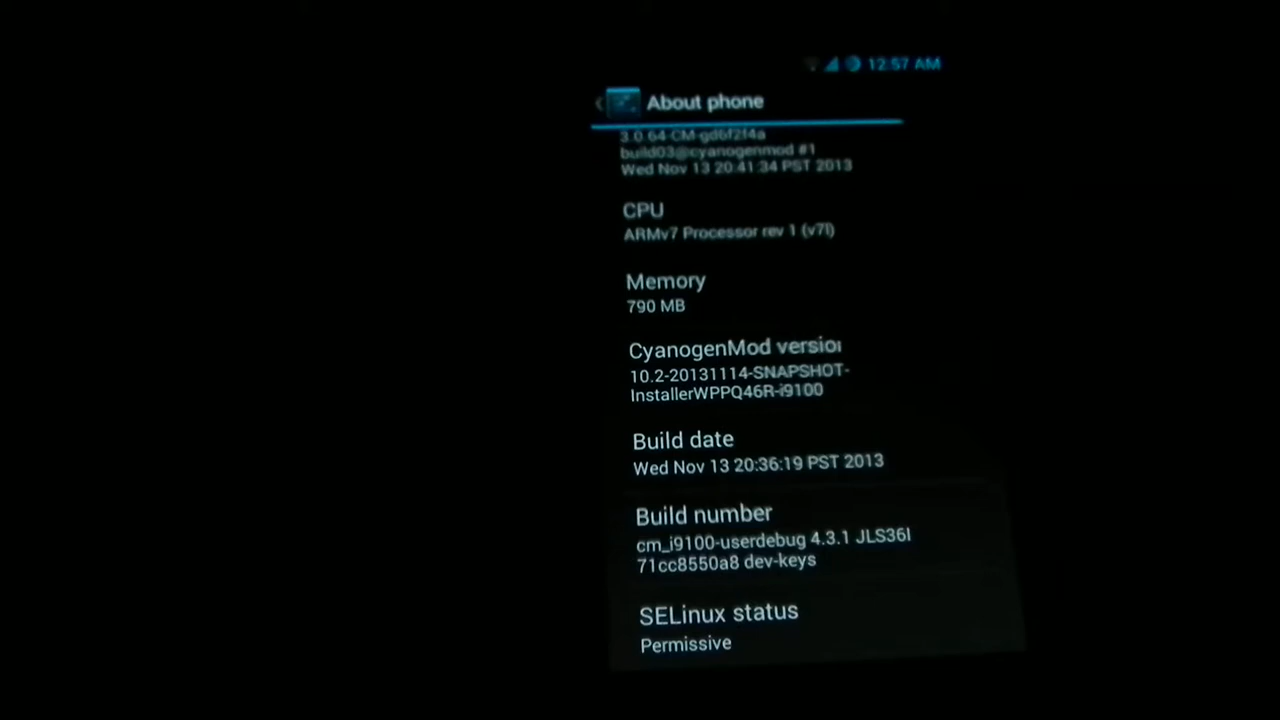 12:57 AM
About phone
3.0.64-CM-gd6f2f4a
build03@cyanogenmod #1
Wed Nov 13 20:41:34 PST 2013
CPU
ARMv7 Processor rev 1 (v7l)
Memory
790 MB
CyanogenMod version
10.2-20131114-SNAPSHOT-
InstallerWPPQ46R-i9100
Build date
Wed Nov 13 20:36:19 PST 2013
Build number
cm_i9100-userdebug 4.3.1 JLS36I
71cc8550a8 dev-keys
SELinux status
Permissive